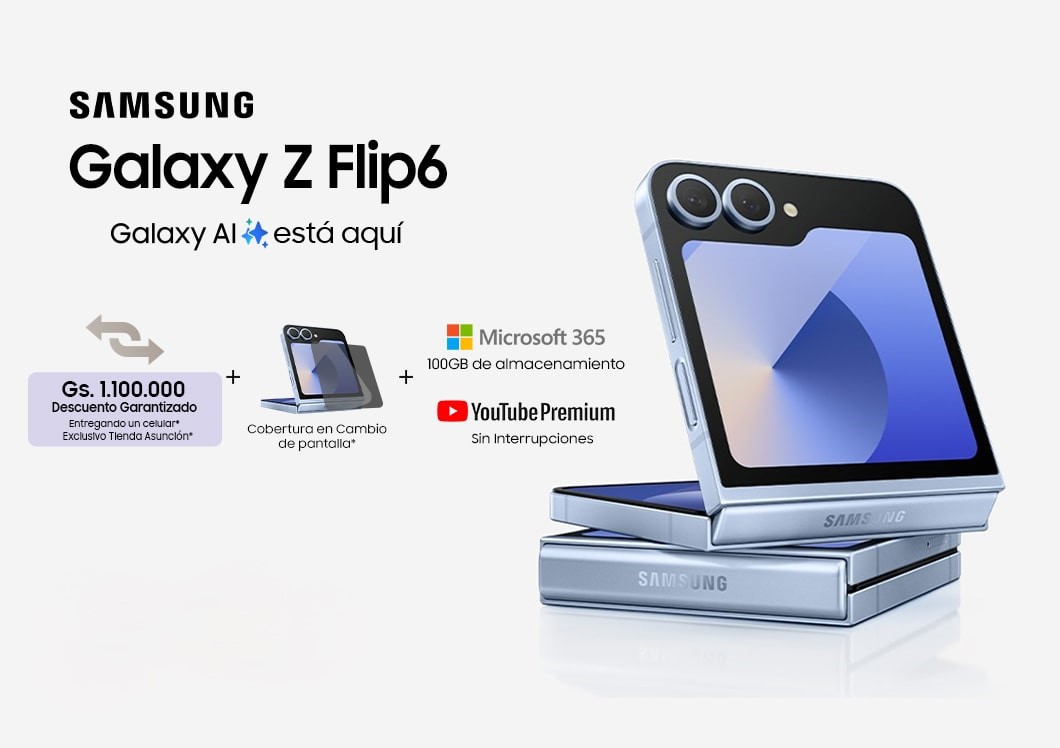 SAMSUNG
Galaxy Z Flip6
Galaxy AI está aquí
Gs. 1.100.000
Descuento Garantizado
Entregando un celular*
Exclusivo Tienda Asunción*
+
Cobertura en Cambio
de pantalla*
+
Microsoft 365
100GB de almacenamiento
YouTube Premium
Sin Interrupciones
SAMSUNG
SAMSUNG